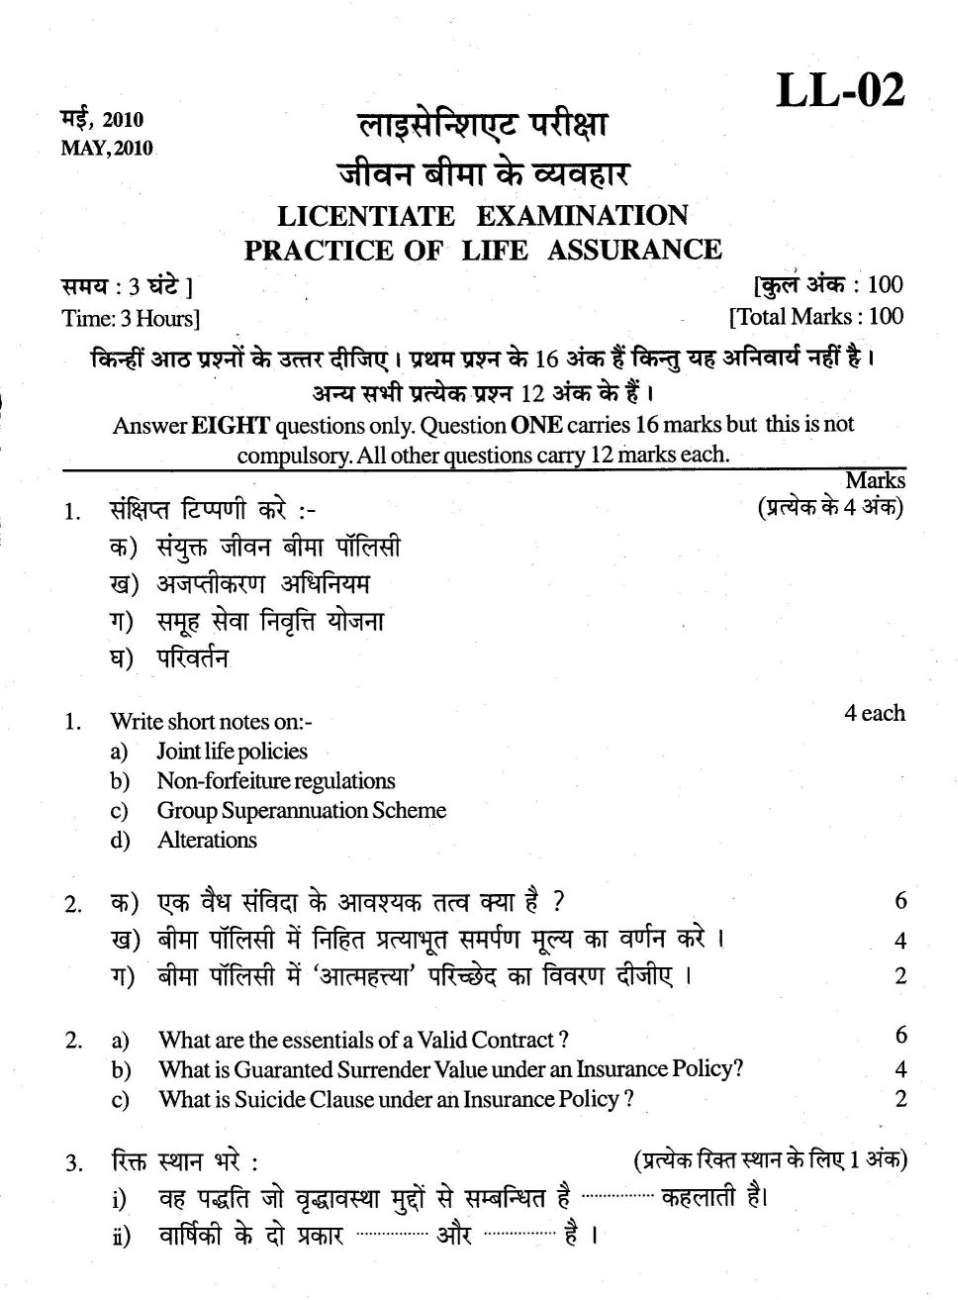 LL-02
मई, 2010
MAY, 2010
लाइसेन्शिएट परीक्षा
जीवन बीमा के व्यवहार
LICENTIATE EXAMINATION
PRACTICE OF LIFE ASSURANCE
समय : 3 घंटे ]
[कुल अंक : 100
Time: 3 Hours]
[Total Marks : 100
किन्हीं आठ प्रश्नों के उत्तर दीजिए। प्रथम प्रश्न के 16 अंक हैं किन्तु यह अनिवार्य नहीं है।
अन्य सभी प्रत्येक प्रश्न 12 अंक के हैं।
Answer EIGHT questions only. Question ONE carries 16 marks but this is not
compulsory. All other questions carry 12 marks each.
Marks
1. संक्षिप्त टिप्पणी करे :- (प्रत्येक के 4 अंक)
क) संयुक्त जीवन बीमा पॉलिसी
ख) अजप्तीकरण अधिनियम
ग) समूह सेवा निवृत्ति योजना
घ) परिवर्तन
1. Write short notes on:- 4 each
a) Joint life policies
b) Non-forfeiture regulations
c) Group Superannuation Scheme
d) Alterations
2. क) एक वैध संविदा के आवश्यक तत्व क्या है ? 6
ख) बीमा पॉलिसी में निहित प्रत्याभूत समर्पण मूल्य का वर्णन करे । 4
ग) बीमा पॉलिसी में ‘आत्महत्त्या’ परिच्छेद का विवरण दीजीए । 2
2. a) What are the essentials of a Valid Contract ? 6
b) What is Guaranted Surrender Value under an Insurance Policy? 4
c) What is Suicide Clause under an Insurance Policy ? 2
3. रिक्त स्थान भरे : (प्रत्येक रिक्त स्थान के लिए 1 अंक)
i) वह पद्धति जो वृद्धावस्था मुद्दों से सम्बन्धित है ................ कहलाती है।
ii) वार्षिकी के दो प्रकार ................ और ................ है ।